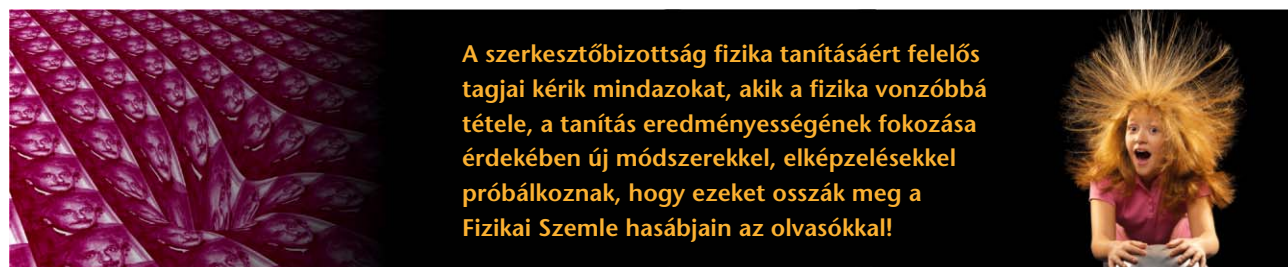 A szerkesztőbizottság fizika tanításáért felelős
tagjai kérik mindazokat, akik a fizika vonzóbbá
tétele, a tanítás eredményességének fokozása
érdekében új módszerekkel, elképzelésekkel
próbálkoznak, hogy ezeket osszák meg a
Fizikai Szemle hasábjain az olvasókkal!